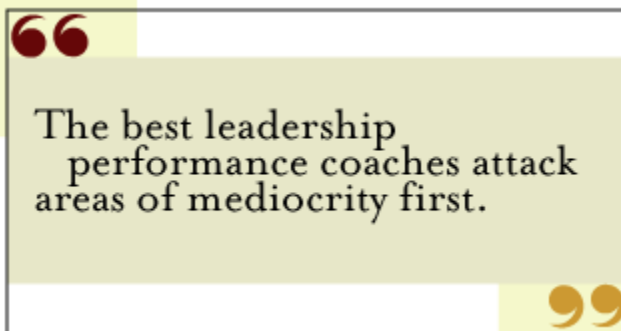 “
The best leadership
performance coaches attack
areas of mediocrity first.
”